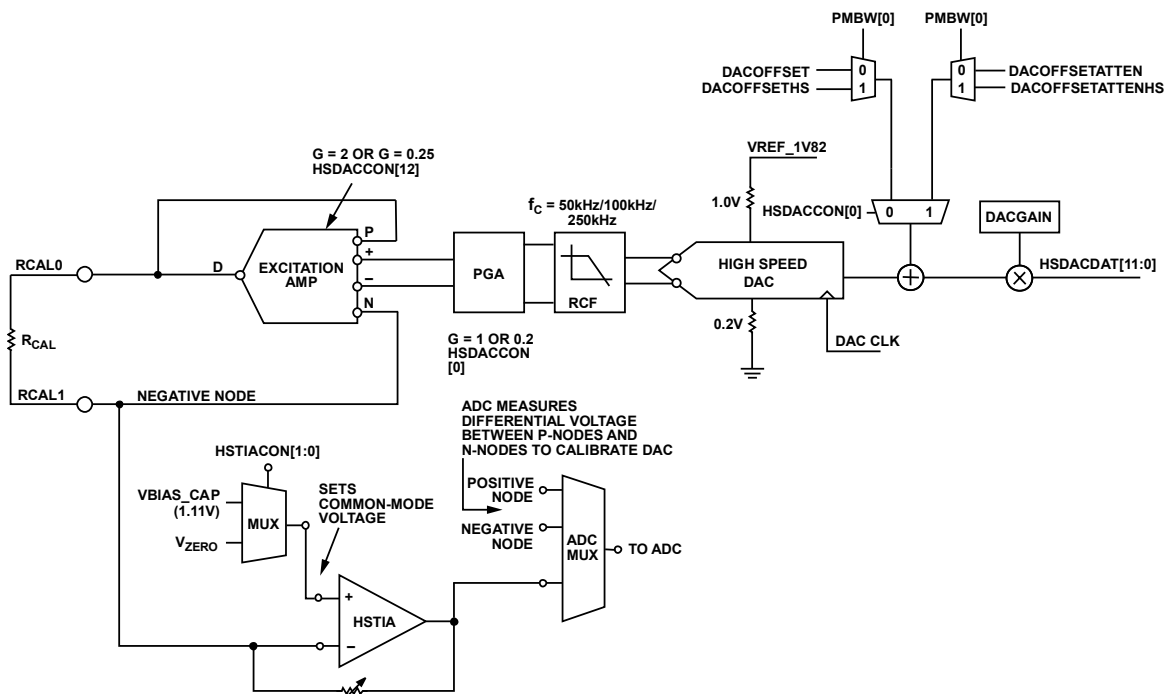 PMBW[0]
PMBW[0]
DACOFFSET
DACOFFSETHS
0
1
0
1
DACOFFSETATTEN
DACOFFSETATTENHS
G = 2 OR G = 0.25
HSDACCON[12]
VREF_1V82
fC = 50kHz/100kHz/
250kHz
1.0V
HSDACCON[0]
0
1
DACGAIN
P
+
–
N
D
EXCITATION
AMP
PGA
RCF
HIGH SPEED
DAC
HSDACDAT[11:0]
RCAL0
RCAL
RCAL1
NEGATIVE NODE
G = 1 OR 0.2
HSDACCON
[0]
0.2V
DAC CLK
ADC MEASURES
DIFFERENTIAL VOLTAGE
BETWEEN P-NODES AND
N-NODES TO CALIBRATE DAC
HSTIACON[1:0]
VBIAS_CAP
(1.11V)
VZERO
MUX
SETS
COMMON-MODE
VOLTAGE
POSITIVE
NODE
NEGATIVE
NODE
ADC
MUX
TO ADC
+
HSTIA
–